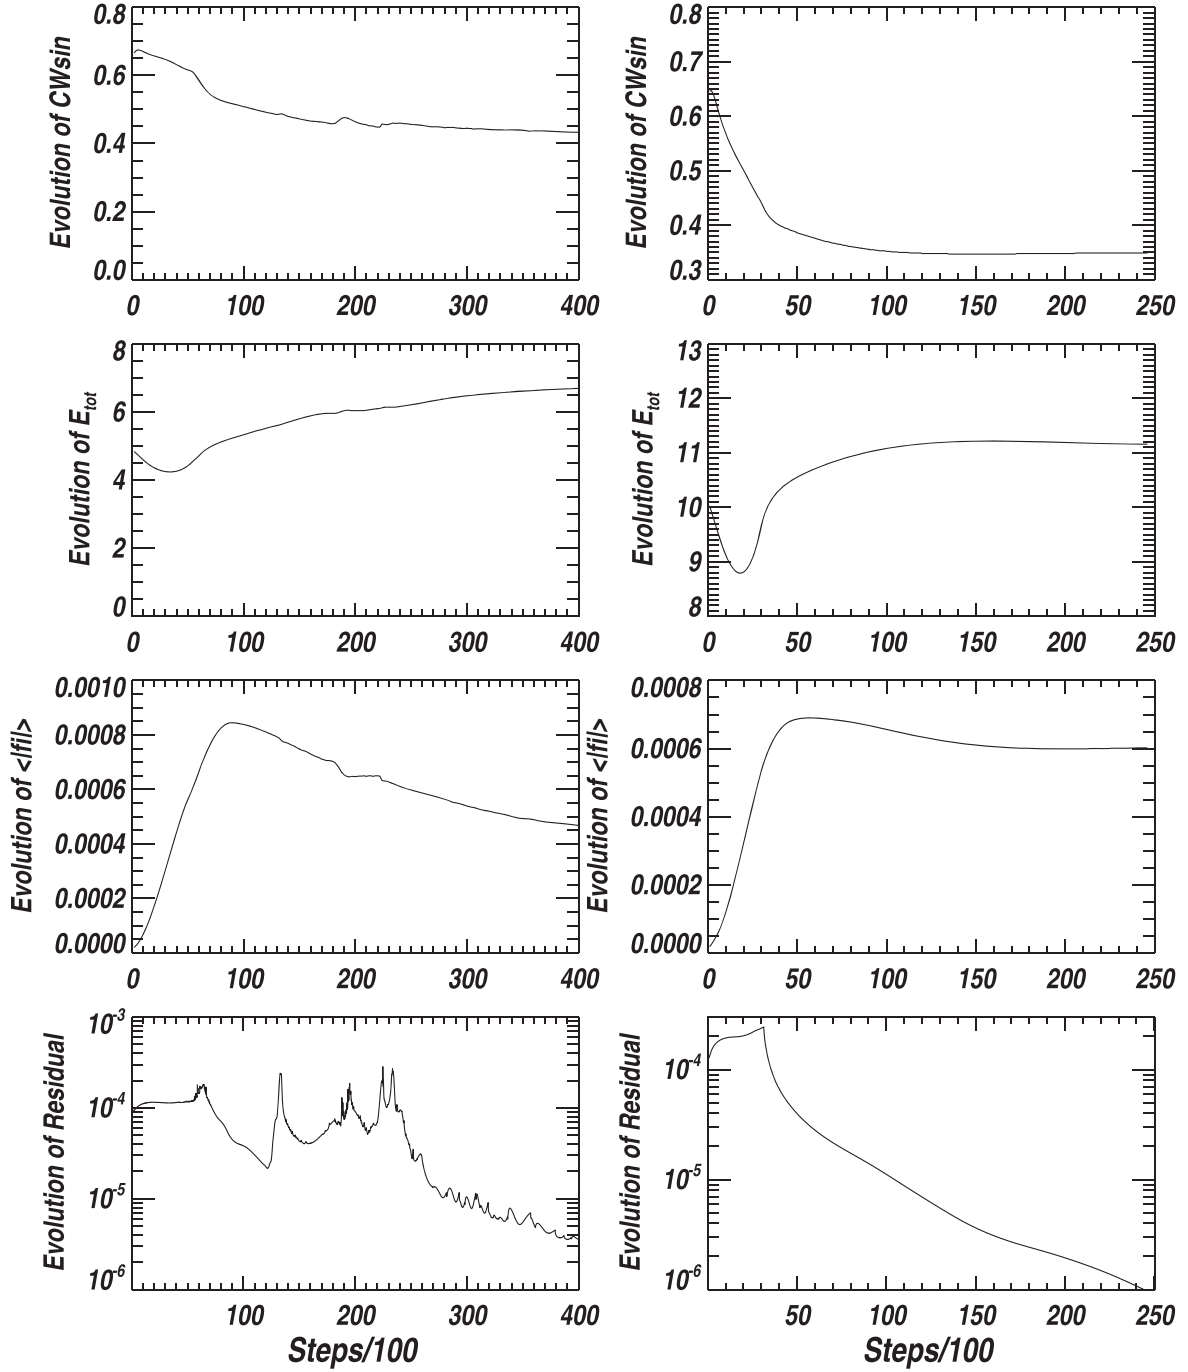 Evolution of CWsin
0.8
0.6
0.4
0.2
0.0
0 100 200 300 400
Evolution of CWsin
0.8
0.7
0.6
0.5
0.4
0.3
0 50 100 150 200 250
Evolution of E_tot
8
6
4
2
0
0 100 200 300 400
Evolution of E_tot
13
12
11
10
9
8
0 50 100 150 200 250
Evolution of <|fi|>
0.0010
0.0008
0.0006
0.0004
0.0002
0.0000
0 100 200 300 400
Evolution of <|fi|>
0.0008
0.0006
0.0004
0.0002
0.0000
0 50 100 150 200 250
Evolution of Residual
10^-3
10^-4
10^-5
10^-6
100 200 300 400
Steps/100
Evolution of Residual
10^-4
10^-5
10^-6
50 100 150 200 250
Steps/100